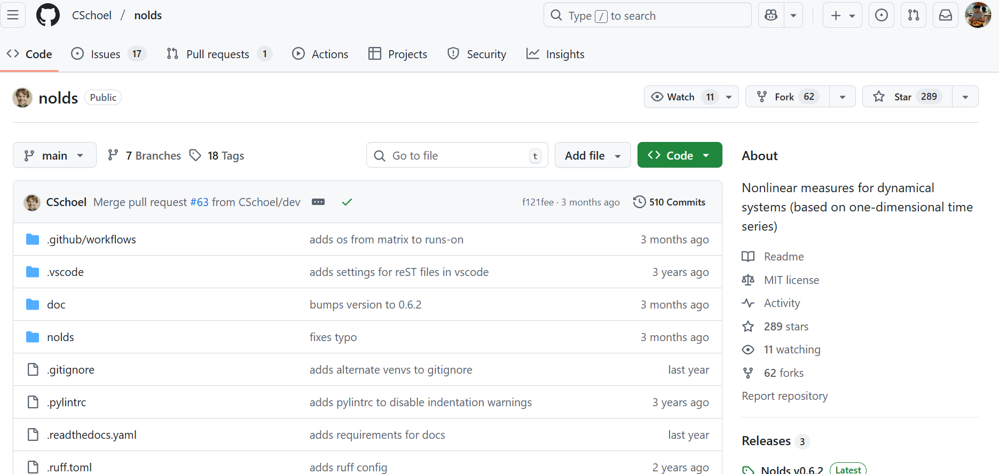 CSchoel / nolds
Type / to search
Code
Issues 17
Pull requests 1
Actions
Projects
Security
Insights
nolds Public
Watch 11
Fork 62
Star 289
main
7 Branches
18 Tags
Go to file t
Add file
Code
CSchoel Merge pull request #63 from CSchoel/dev
f121fee · 3 months ago
510 Commits
.github/workflows adds os from matrix to runs-on 3 months ago
.vscode adds settings for reST files in vscode 3 years ago
doc bumps version to 0.6.2 3 months ago
nolds fixes typo 3 months ago
.gitignore adds alternate venvs to gitignore last year
.pylintrc adds pylintrc to disable indentation warnings 3 years ago
.readthedocs.yaml adds requirements for docs last year
.ruff.toml adds ruff config 2 years ago
About
Nonlinear measures for dynamical
systems (based on one-dimensional time
series)
Readme
MIT license
Activity
289 stars
11 watching
62 forks
Report repository
Releases 3
Nolds v0.6.2 Latest